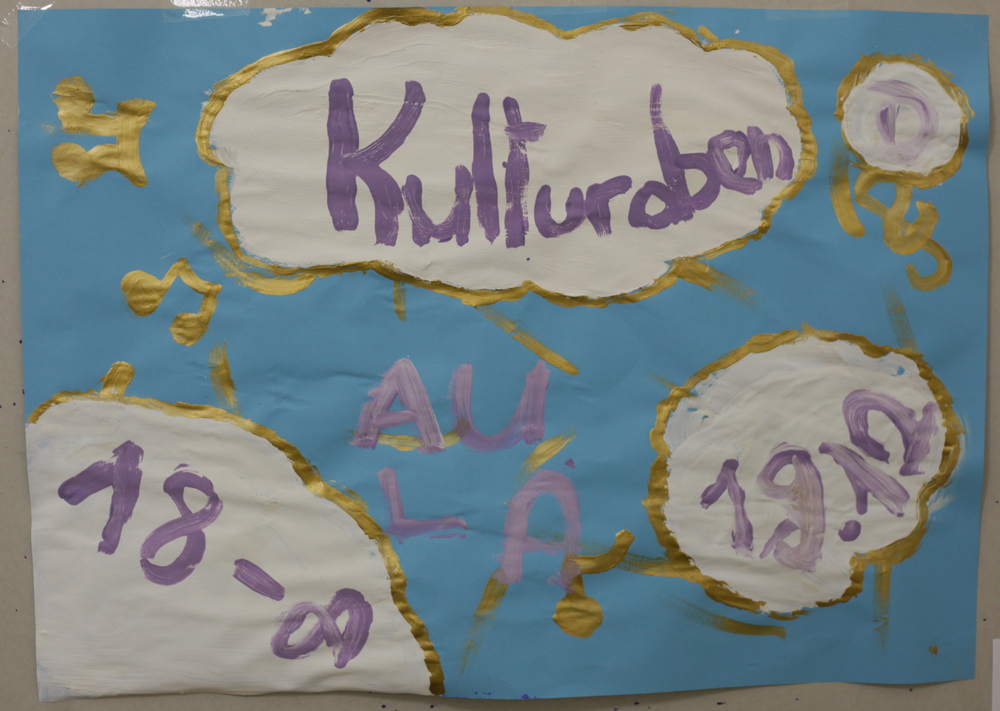 Kulturaben
D
AU
LA
18-∞
19.12